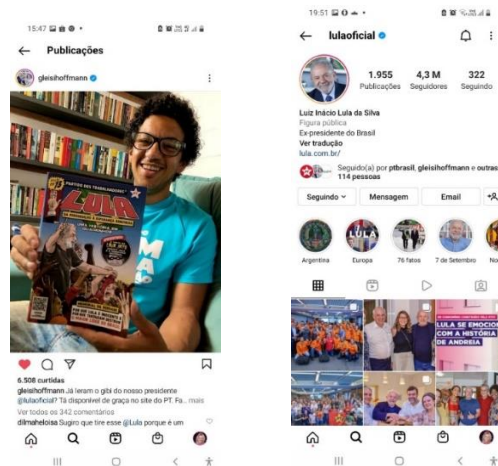 15:47
Publicações
gleisihoffmann
PARTIDO DOS TRABALHADORES
LULA
6.508 curtidas
gleisihoffmann Já leram o gibi do nosso presidente
@lulaoficial? Tá disponível de graça no site do PT. Fa... mais
Ver todos os 342 comentários
dilmaheloisa Sugiro que tire esse @Lula porque é um
19:51
lulaoficial
1.955 4,3 M 322
Publicações Seguidores Seguindo
Luiz Inácio Lula da Silva
Figura pública
Ex-presidente do Brasil
Ver tradução
lula.com.br/
Seguido(a) por ptbrasil, gleisihoffmann e outras
114 pessoas
Seguindo Mensagem Email
LULA
Argentina Europa 76 fatos 7 de Setembro No
LULA SE EMOCION
COM A HISTÓRIA
DE ANDREIA